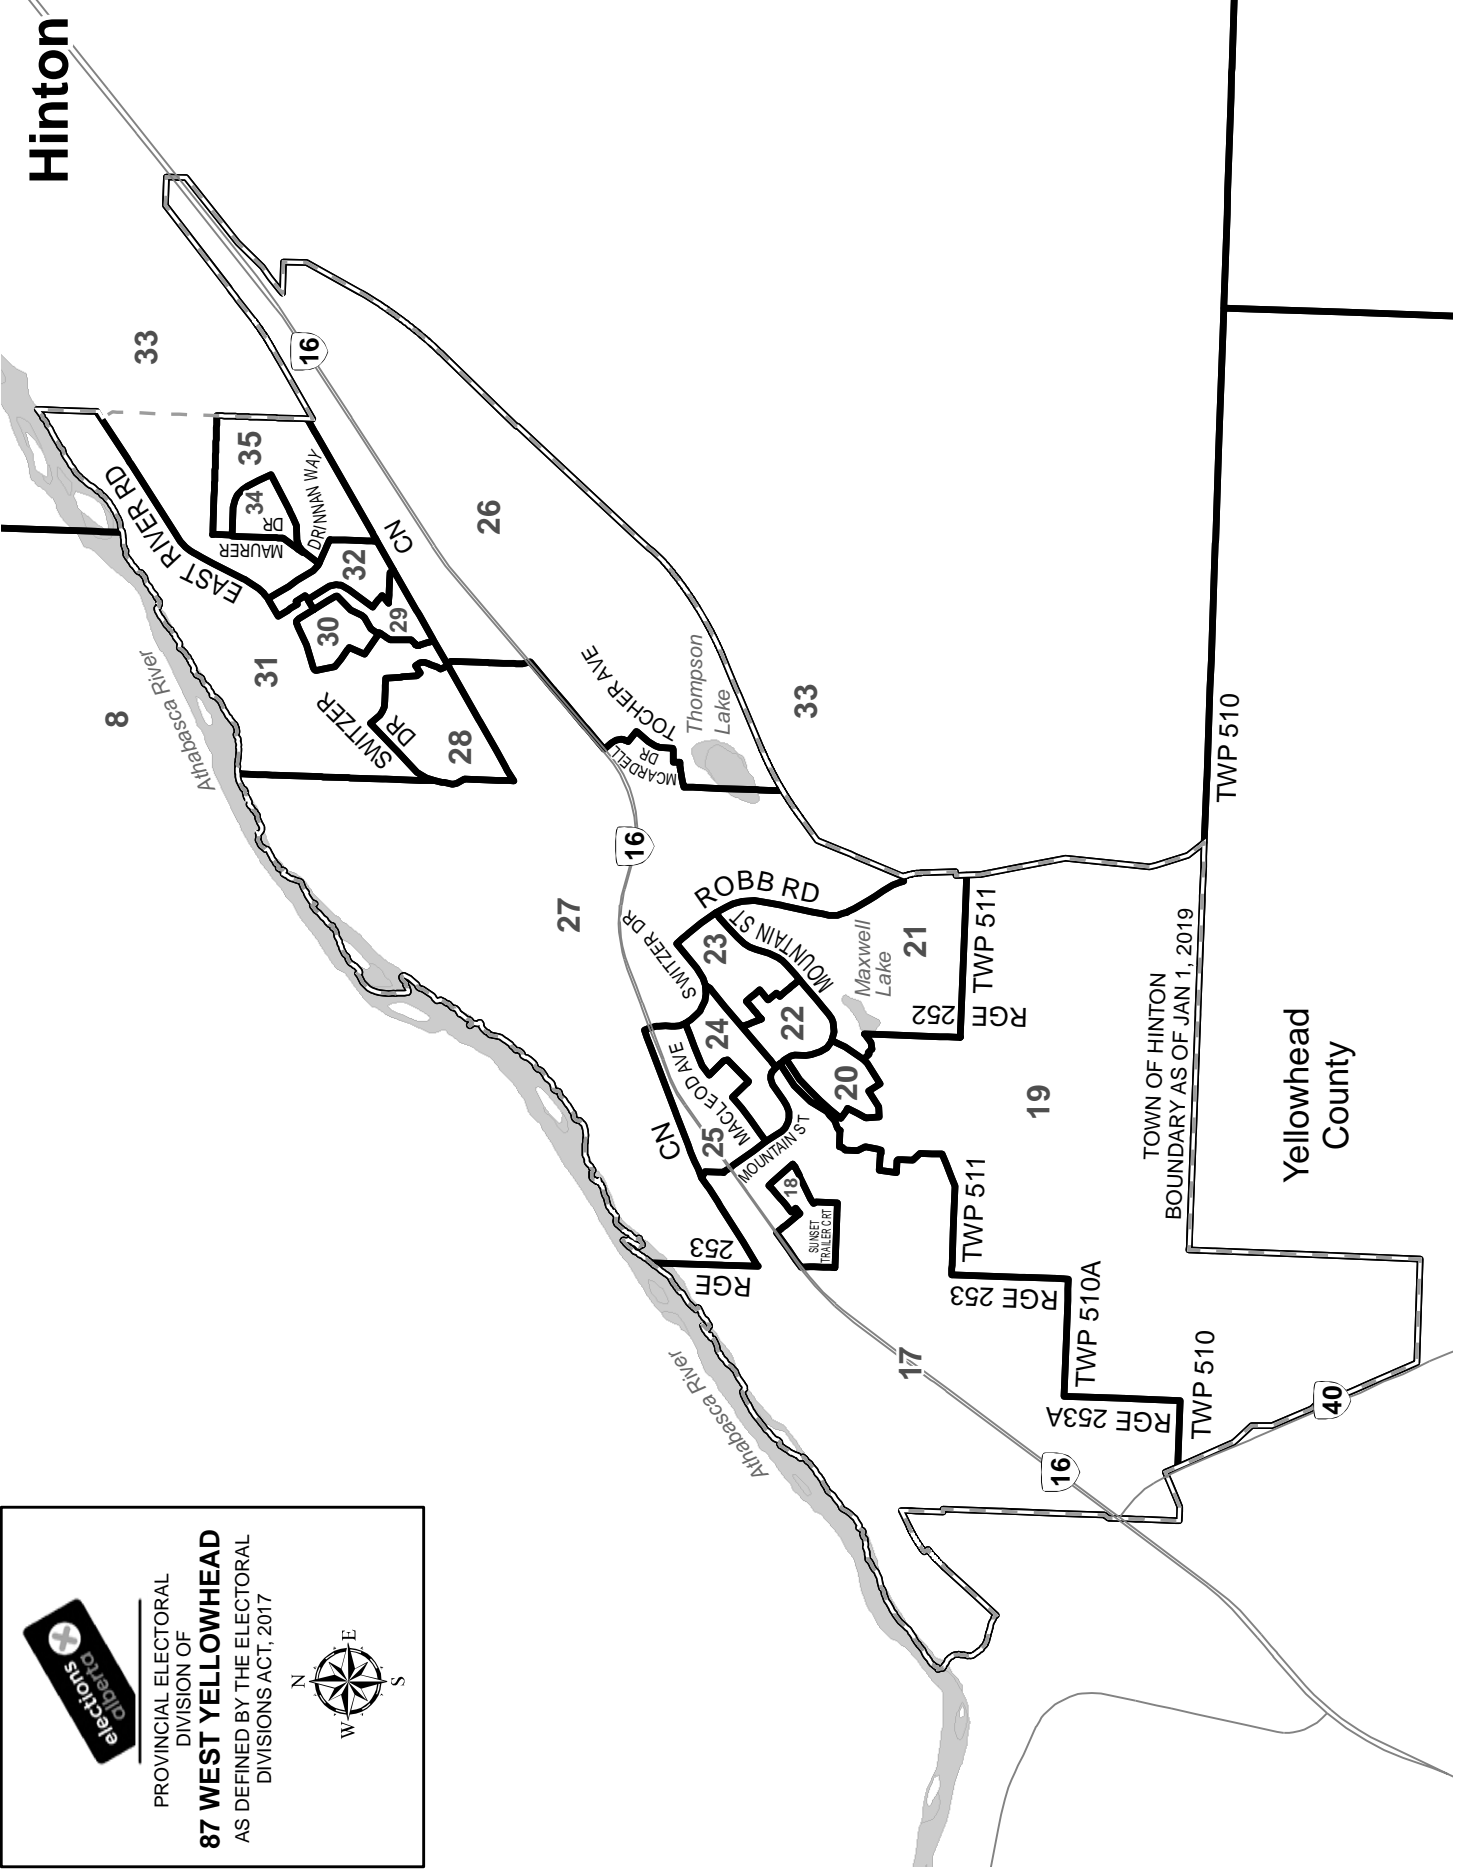 Hinton
elections
alberta
PROVINCIAL ELECTORAL
DIVISION OF
87 WEST YELLOWHEAD
AS DEFINED BY THE ELECTORAL
DIVISIONS ACT, 2017
N
W
E
S
8
Athabasca River
33
EAST RIVER RD
35
34
MAURER
DR
DRINNAN WAY
32
CN
31
30
29
16
26
SWITZER
DR
28
TOCHER AVE
MCARDELL
DR
Thompson
Lake
33
16
27
ROBB RD
SWITZER DR
23
MOUNTAIN ST
Maxwell
Lake
21
TWP 511
RGE 252
TWP 510
24
22
20
MACLEOD AVE
CN
25
MOUNTAIN ST
18
SUNSET
TRAILER CRT
RGE 253
19
TOWN OF HINTON
BOUNDARY AS OF JAN 1, 2019
Yellowhead
County
TWP 511
RGE 253
TWP 510A
RGE 253A
TWP 510
17
Athabasca River
16
40